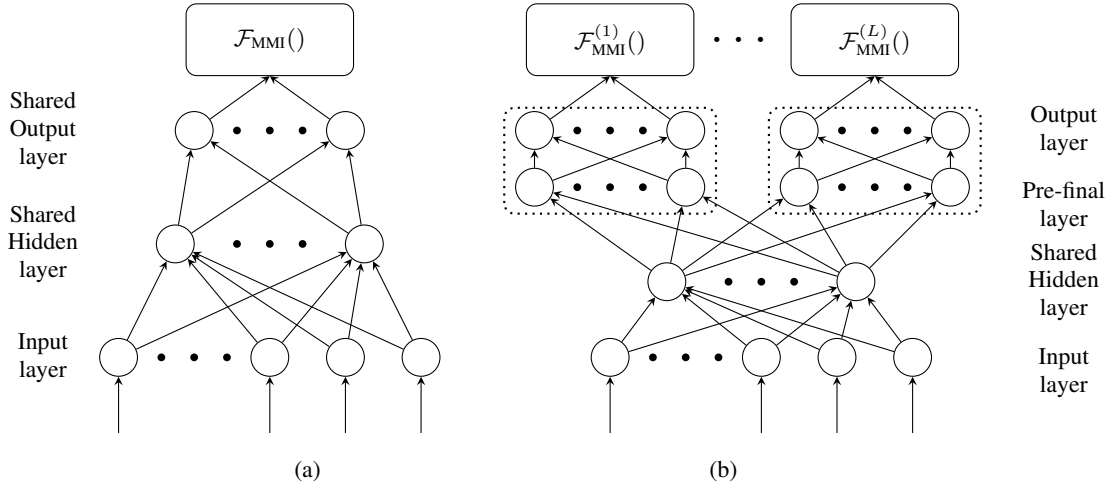 ℱ_MMI()
Shared
Output
layer
Shared
Hidden
layer
Input
layer
(a)
ℱ_MMI^(1)()
ℱ_MMI^(L)()
Output
layer
Pre-final
layer
Shared
Hidden
layer
Input
layer
(b)